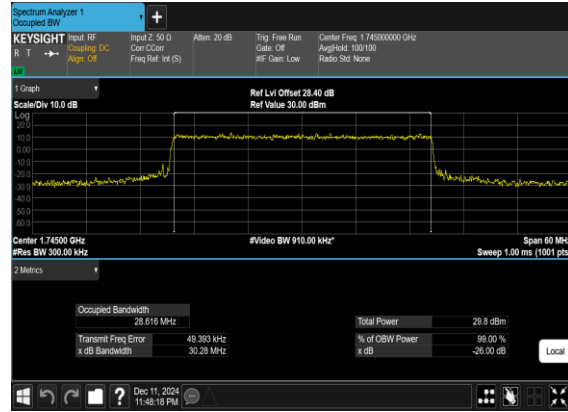 Spectrum Analyzer 1
Occupied BW
KEYSIGHT Input: RF Input Z: 50 Ω Atten: 20 dB Trig: Free Run Center Freq: 1.745000000 GHz
R T Coupling: DC Corr CCorr Gate: Off Avg|Hold: 100/100
Align: Off Freq Ref: Int (S) #IF Gain: Low Radio Std: None
LXI
1 Graph
Ref Lvl Offset 28.40 dB
Scale/Div 10.0 dB Ref Value 30.00 dBm
Log
20.0
10.0
0.00
-10.0
-20.0
-30.0
-40.0
-50.0
-60.0
Center 1.74500 GHz #Video BW 910.00 kHz* Span 60 MHz
#Res BW 300.00 kHz Sweep 1.00 ms (1001 pts)
2 Metrics
Occupied Bandwidth
28.616 MHz Total Power 29.8 dBm
Transmit Freq Error 49.393 kHz % of OBW Power 99.00 %
x dB Bandwidth 30.28 MHz x dB -26.00 dB
Local
Dec 11, 2024
11:48:18 PM